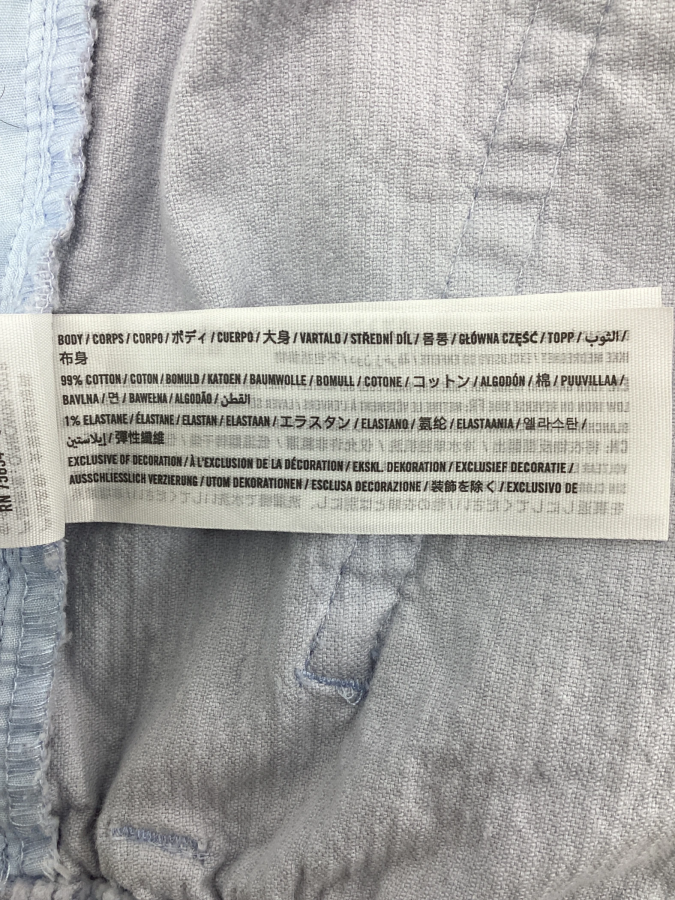 BODY / CORPS / CORPO / ボディ / CUERPO / 大身 / VARTALO / STŘEDNÍ DÍL / 몸통 / GŁÓWNA CZĘŚĆ / TOPP / الثوب /
布身
99% COTTON / COTON / BOMULD / KATOEN / BAUMWOLLE / BOMULL / COTONE / コットン / ALGODÓN / 棉 / PUUVILLAA /
BAVLNA / 면 / BAWEŁNA / ALGODÃO / القطن
1% ELASTANE / ÉLASTANE / ELASTAN / ELASTAAN / エラスタン / ELASTANO / 氨纶 / ELASTAANIA / 엘라스탄 /
إيلاستين / 彈性纖維
EXCLUSIVE OF DECORATION / À L'EXCLUSION DE LA DÉCORATION / EKSKL. DEKORATION / EXCLUSIEF DECORATIE /
AUSSCHLIESSLICH VERZIERUNG / UTOM DEKORATIONEN / ESCLUSA DECORAZIONE / 装飾を除く / EXCLUSIVO DE
RN 75654